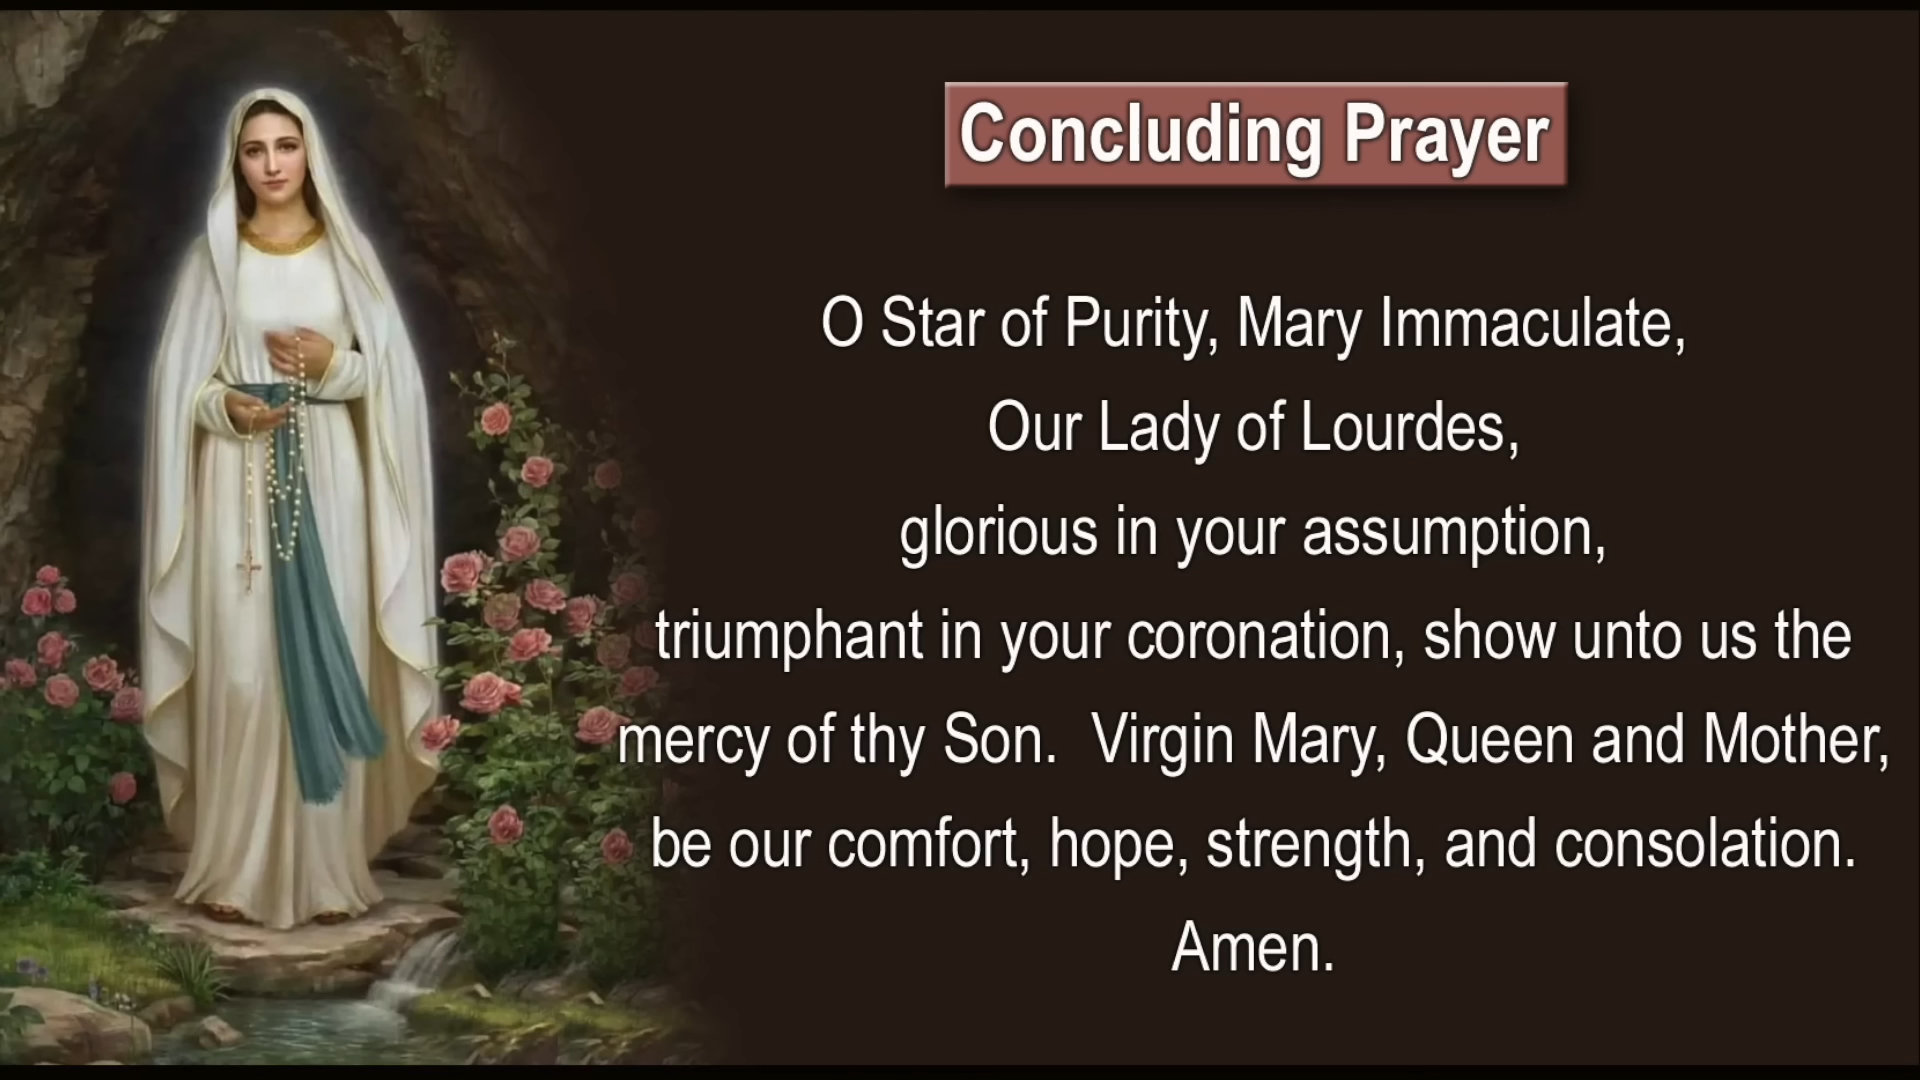 Concluding Prayer
O Star of Purity, Mary Immaculate,
Our Lady of Lourdes,
glorious in your assumption,
triumphant in your coronation, show unto us the
mercy of thy Son.  Virgin Mary, Queen and Mother,
be our comfort, hope, strength, and consolation.
Amen.